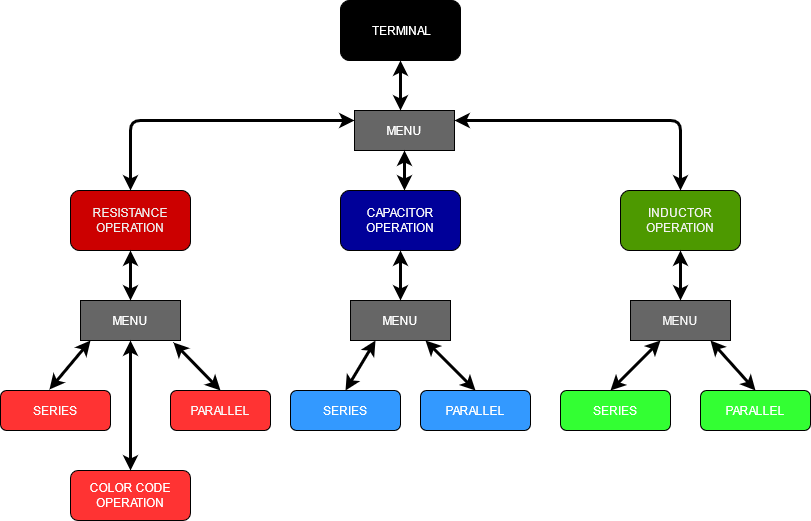 TERMINAL
MENU
RESISTANCE
OPERATION
CAPACITOR
OPERATION
INDUCTOR
OPERATION
MENU
MENU
MENU
SERIES
PARALLEL
SERIES
PARALLEL
SERIES
PARALLEL
COLOR CODE
OPERATION